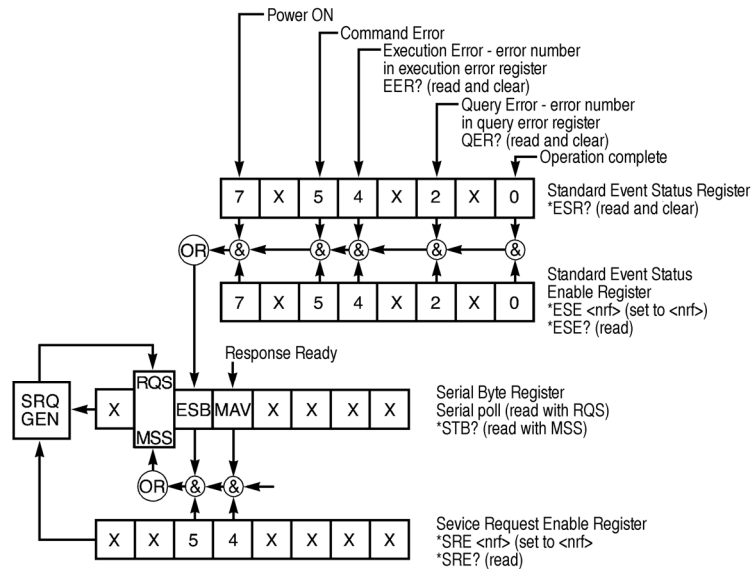 Power ON
Command Error
Execution Error - error number
in execution error register
EER? (read and clear)
Query Error - error number
in query error register
QER? (read and clear)
Operation complete
7 X 5 4 X 2 X 0
Standard Event Status Register
*ESR? (read and clear)
OR & & & & &
Standard Event Status
Enable Register
*ESE <nrf> (set to <nrf>)
*ESE? (read)
7 X 5 4 X 2 X 0
Response Ready
SRQ
GEN
X RQS MSS ESB MAV X X X X
Serial Byte Register
Serial poll (read with RQS)
*STB? (read with MSS)
OR & &
X X 5 4 X X X X
Sevice Request Enable Register
*SRE <nrf> (set to <nrf>
*SRE? (read)